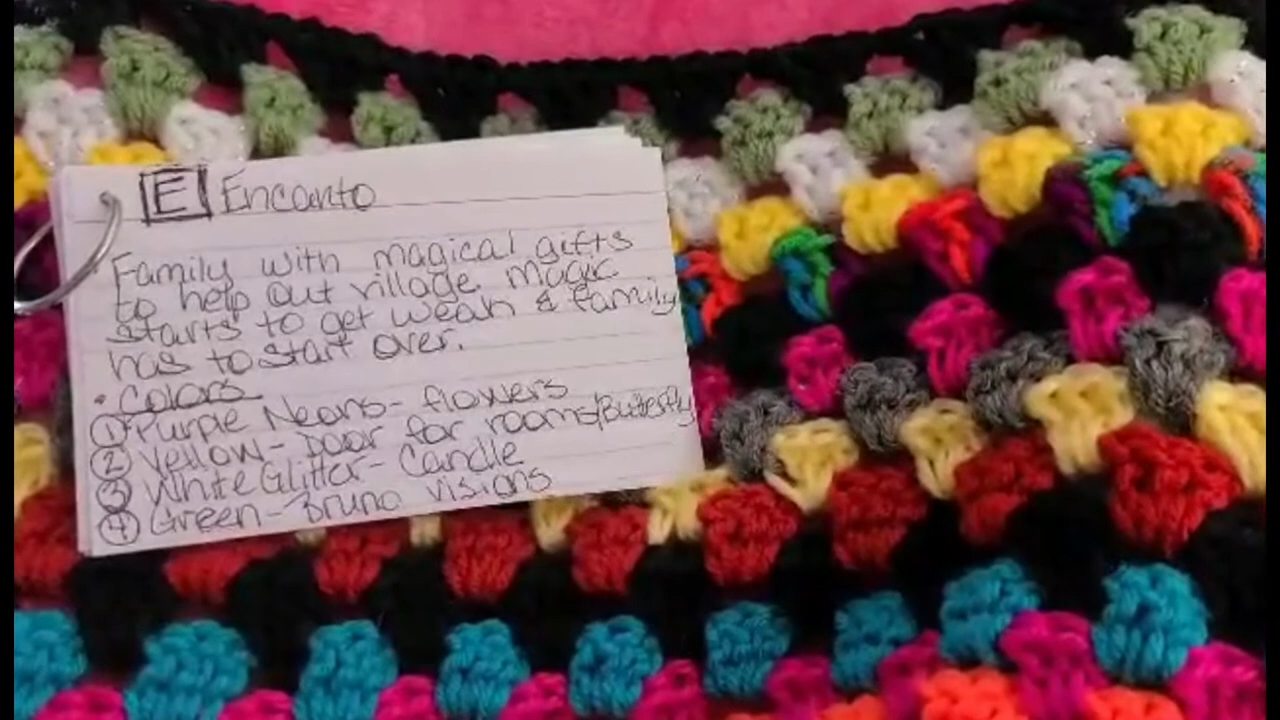 E Encanto
Family with magical gifts
to help out village magic
starts to get weak & family
has to start over.
• Colors
① Purple Neons - flowers
② Yellow - Door for rooms/Butterfly
③ White Glitter - Candle
④ Green - Bruno visions